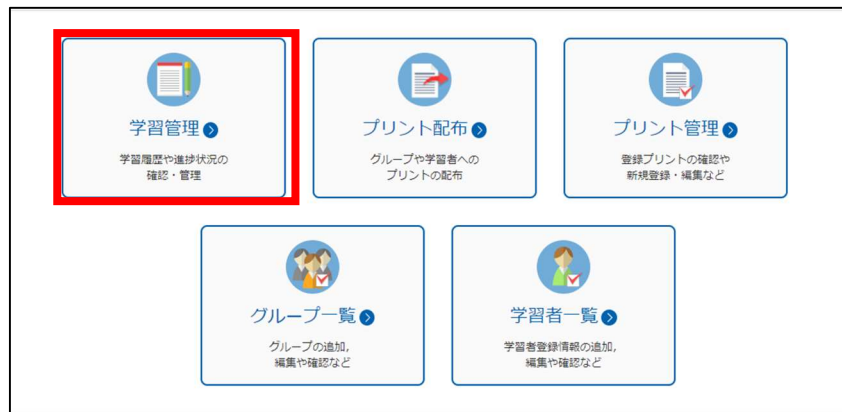 学習管理
学習履歴や進捗状況の
確認・管理
プリント配布
グループや学習者への
プリントの配布
プリント管理
登録プリントの確認や
新規登録・編集など
グループ一覧
グループの追加,
編集や確認など
学習者一覧
学習者登録情報の追加,
編集や確認など